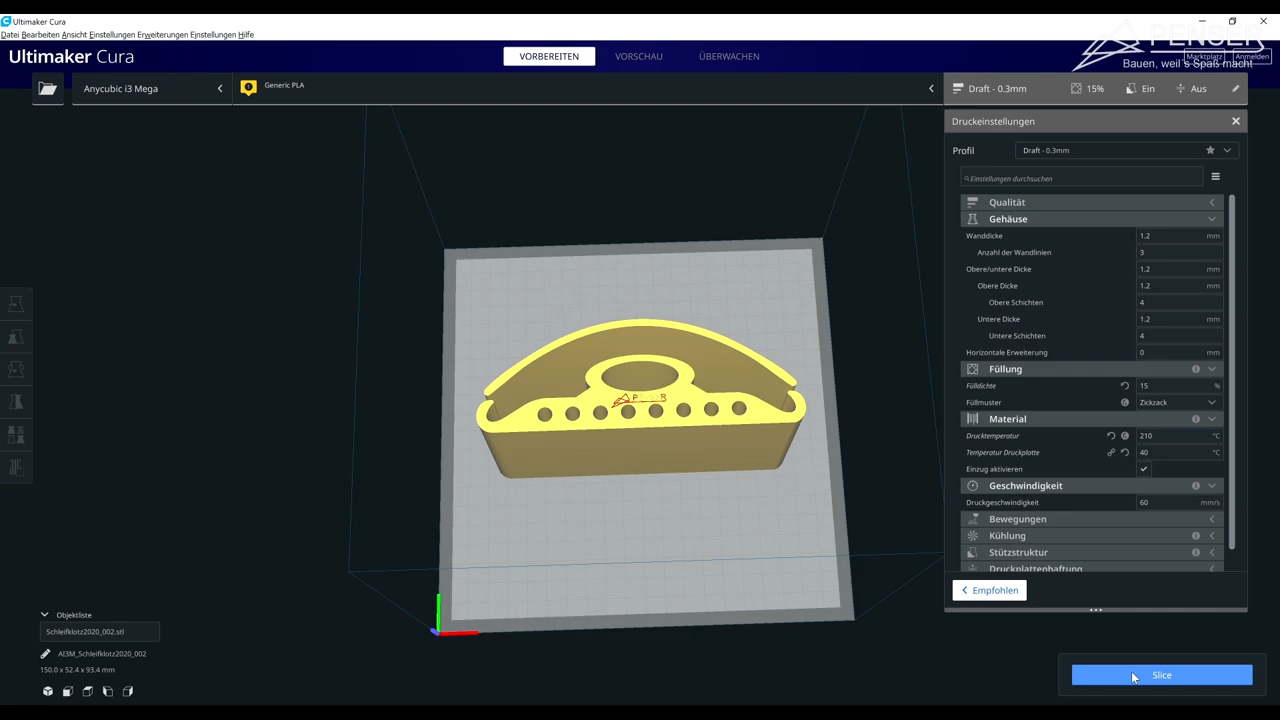 Ultimaker Cura
Datei Bearbeiten Ansicht Einstellungen Erweiterungen Einstellungen Hilfe
PENSER
Bauen, weil's Spaß macht
Ultimaker Cura
VORBEREITEN
VORSCHAU
ÜBERWACHEN
Marktplatz
Anmelden
Anycubic i3 Mega
1
Generic PLA
Draft - 0.3mm
15%
Ein
Aus
Druckeinstellungen
Profil
Draft - 0.3mm
Einstellungen durchsuchen
Qualität
Gehäuse
Wanddicke 1.2 mm
Anzahl der Wandlinien 3
Obere/untere Dicke 1.2 mm
Obere Dicke 1.2 mm
Obere Schichten 4
Untere Dicke 1.2 mm
Untere Schichten 4
Horizontale Erweiterung 0 mm
Füllung
Fülldichte 15 %
Füllmuster Zickzack
Material
Drucktemperatur 210 °C
Temperatur Druckplatte 40 °C
Einzug aktivieren
Geschwindigkeit
Druckgeschwindigkeit 60 mm/s
Bewegungen
Kühlung
Stützstruktur
Druckplattenhaftung
Empfohlen
PENSER
Objektliste
Schleifklotz2020_002.stl
AI3M_Schleifklotz2020_002
150.0 x 52.4 x 93.4 mm
Slice